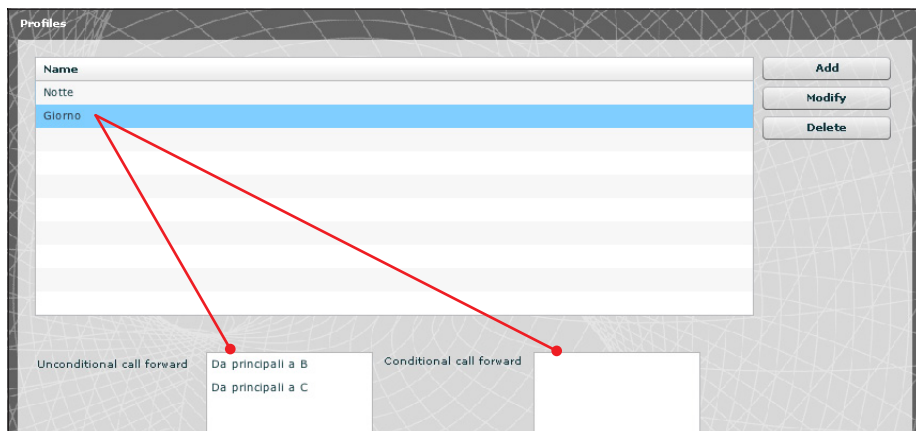 Profiles
Name
Add
Notte
Modify
Giorno
Delete
Unconditional call forward
Da principali a B
Da principali a C
Conditional call forward